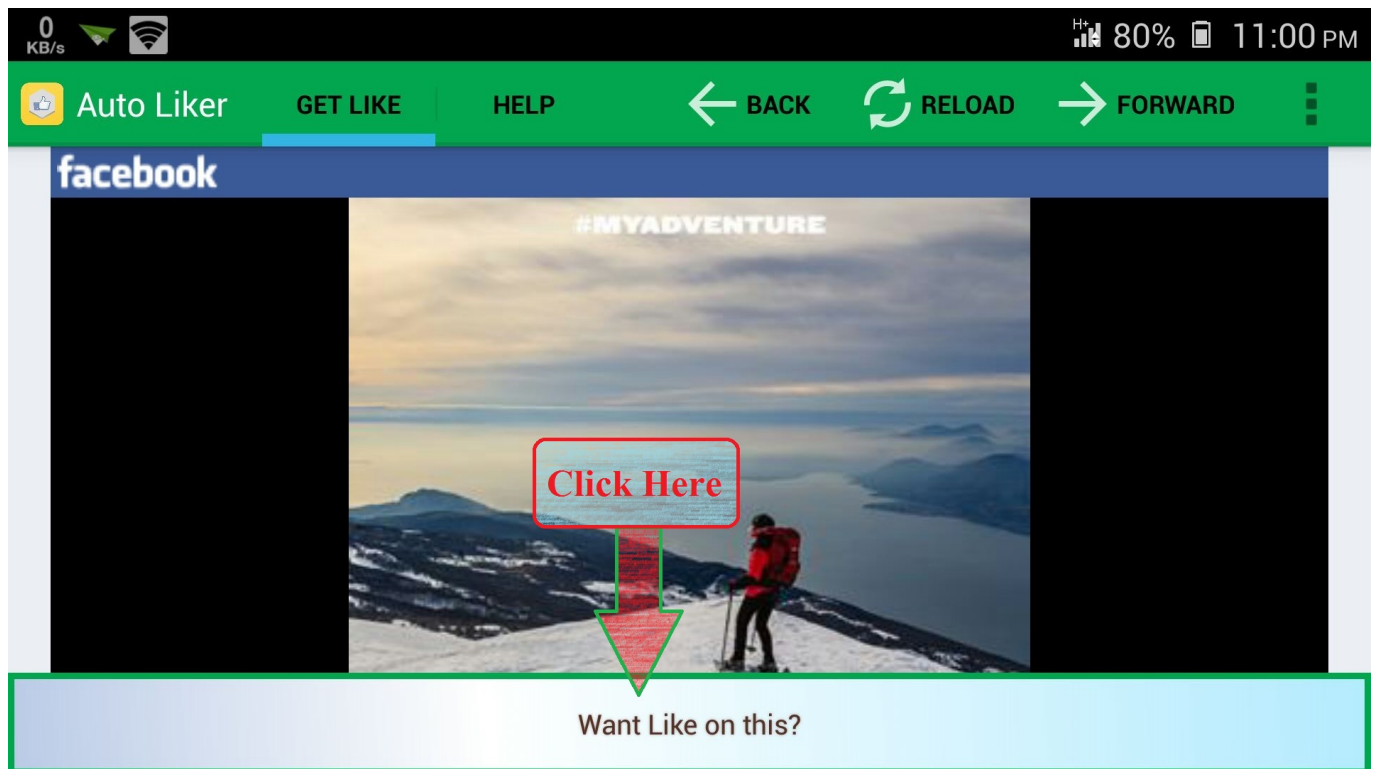 0
KB/s
H+ 80% 11:00 PM
Auto Liker GET LIKE HELP BACK RELOAD FORWARD
facebook
#MYADVENTURE
Click Here
Want Like on this?